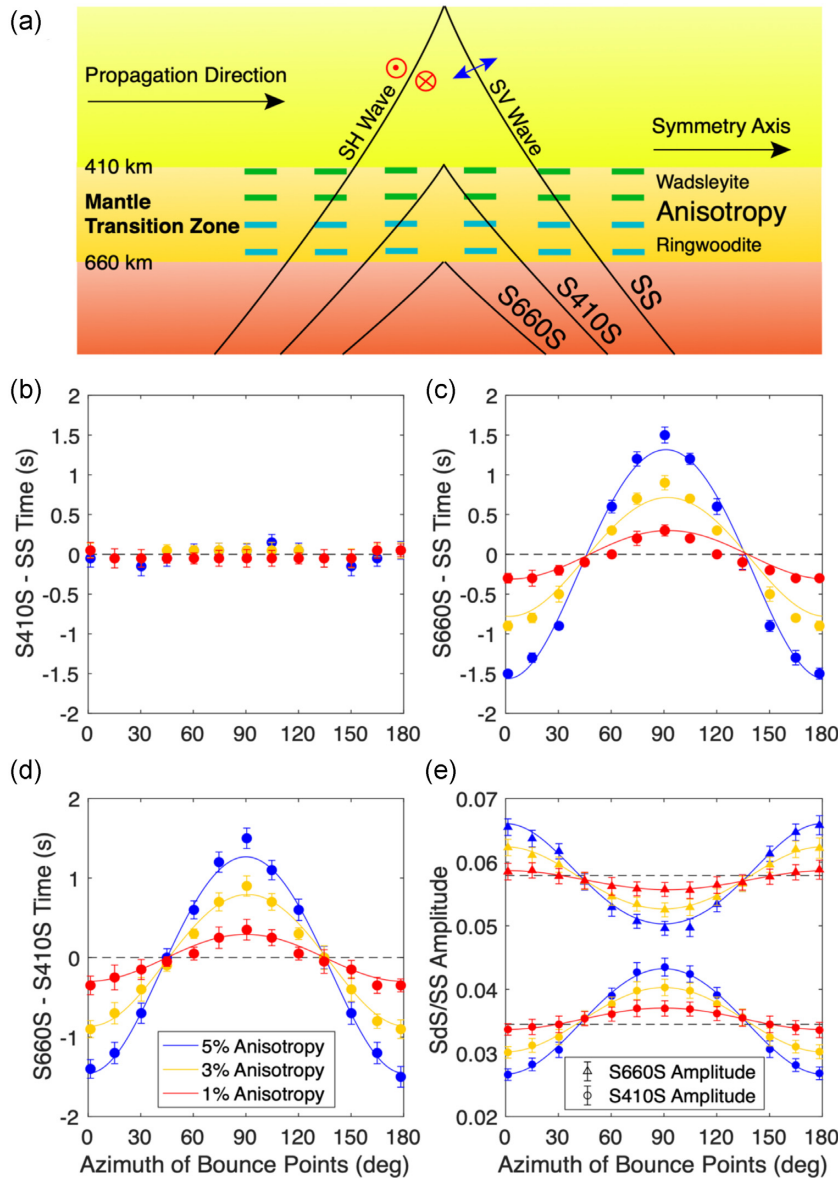 (a)
Propagation Direction
SH Wave
SV Wave
Symmetry Axis
410 km
Mantle
Transition Zone
660 km
Wadsleyite
Anisotropy
Ringwoodite
S660S
S410S
SS
(b)
S410S - SS Time (s)
2
1.5
1
0.5
0
-0.5
-1
-1.5
-2
0 30 60 90 120 150 180
(c)
S660S - SS Time (s)
2
1.5
1
0.5
0
-0.5
-1
-1.5
-2
0 30 60 90 120 150 180
(d)
S660S - S410S Time (s)
2
1
0
-1
-2
5% Anisotropy
3% Anisotropy
1% Anisotropy
0 30 60 90 120 150 180
Azimuth of Bounce Points (deg)
(e)
SdS/SS Amplitude
0.07
0.06
0.05
0.04
0.03
0.02
S660S Amplitude
S410S Amplitude
0 30 60 90 120 150 180
Azimuth of Bounce Points (deg)